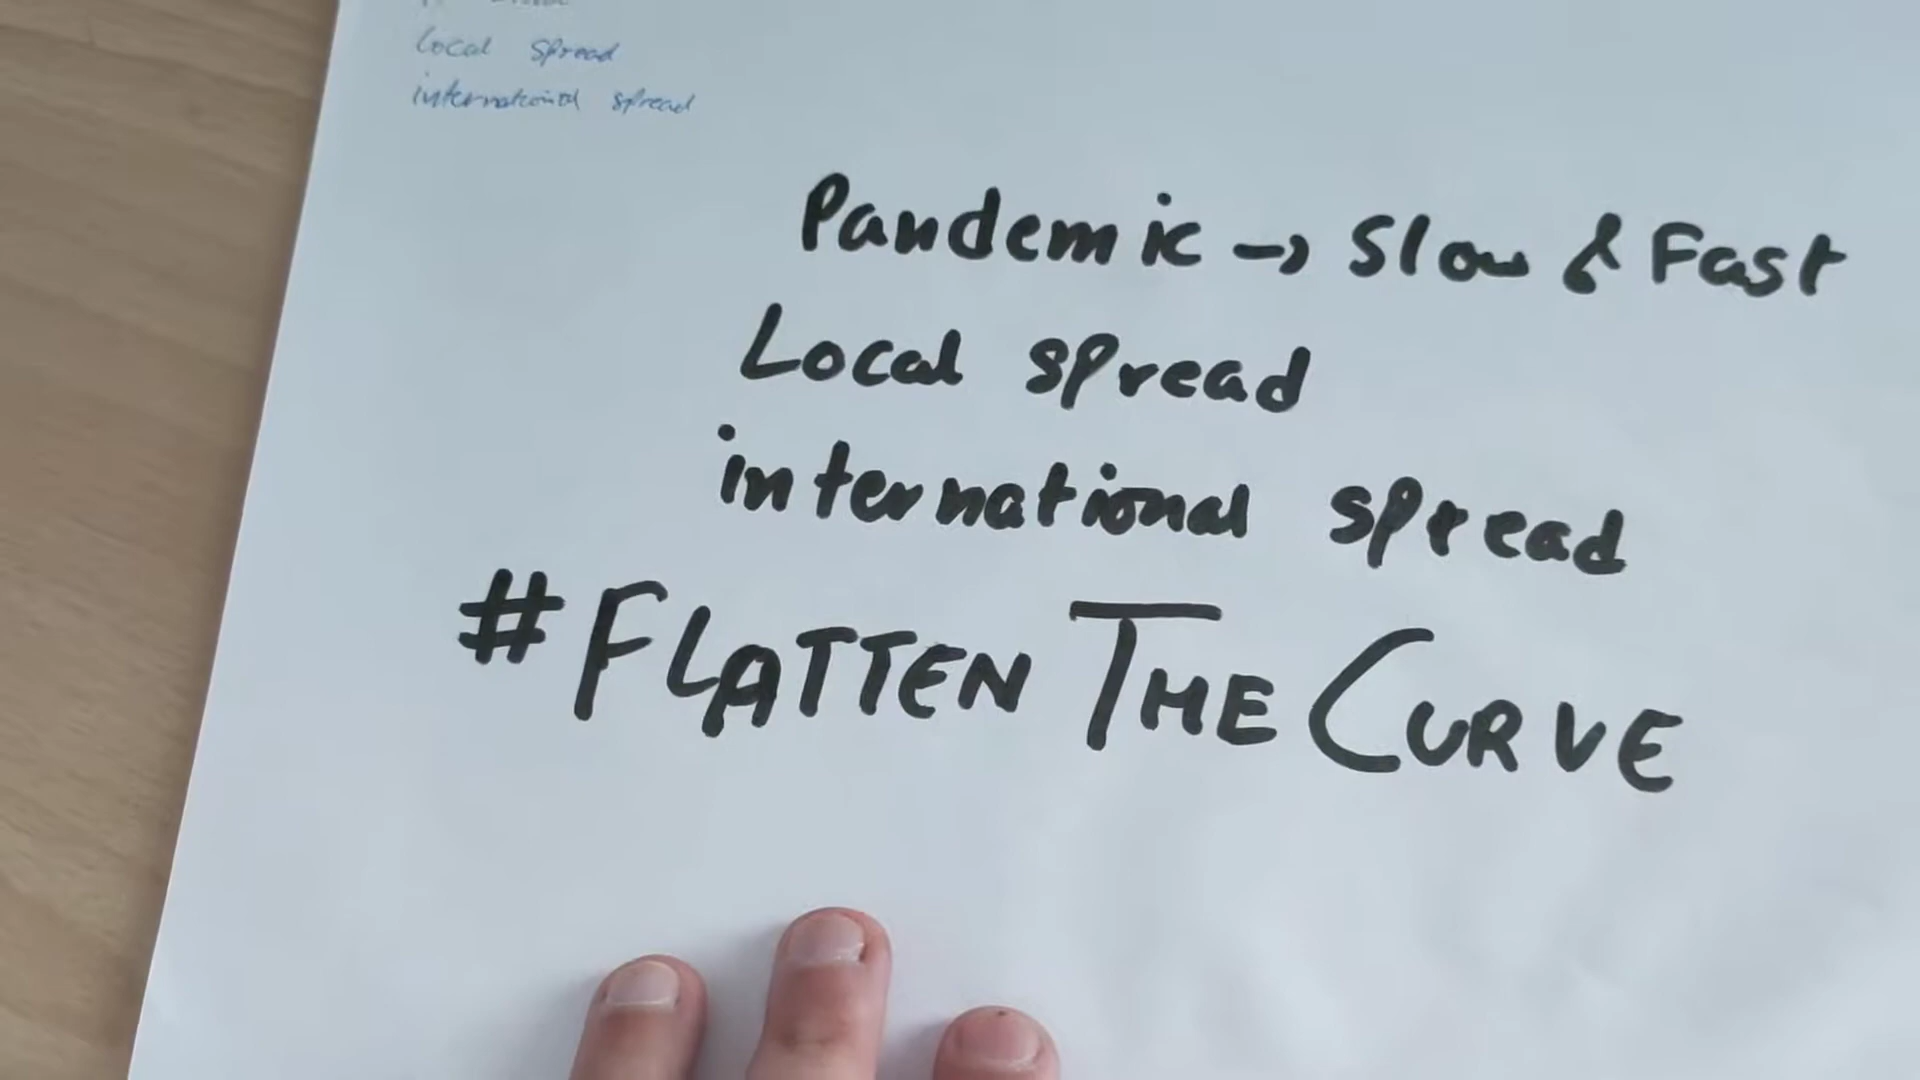 Local spread
international spread
Pandemic → Slow & Fast
Local spread
international spread
#FLATTEN THE CURVE